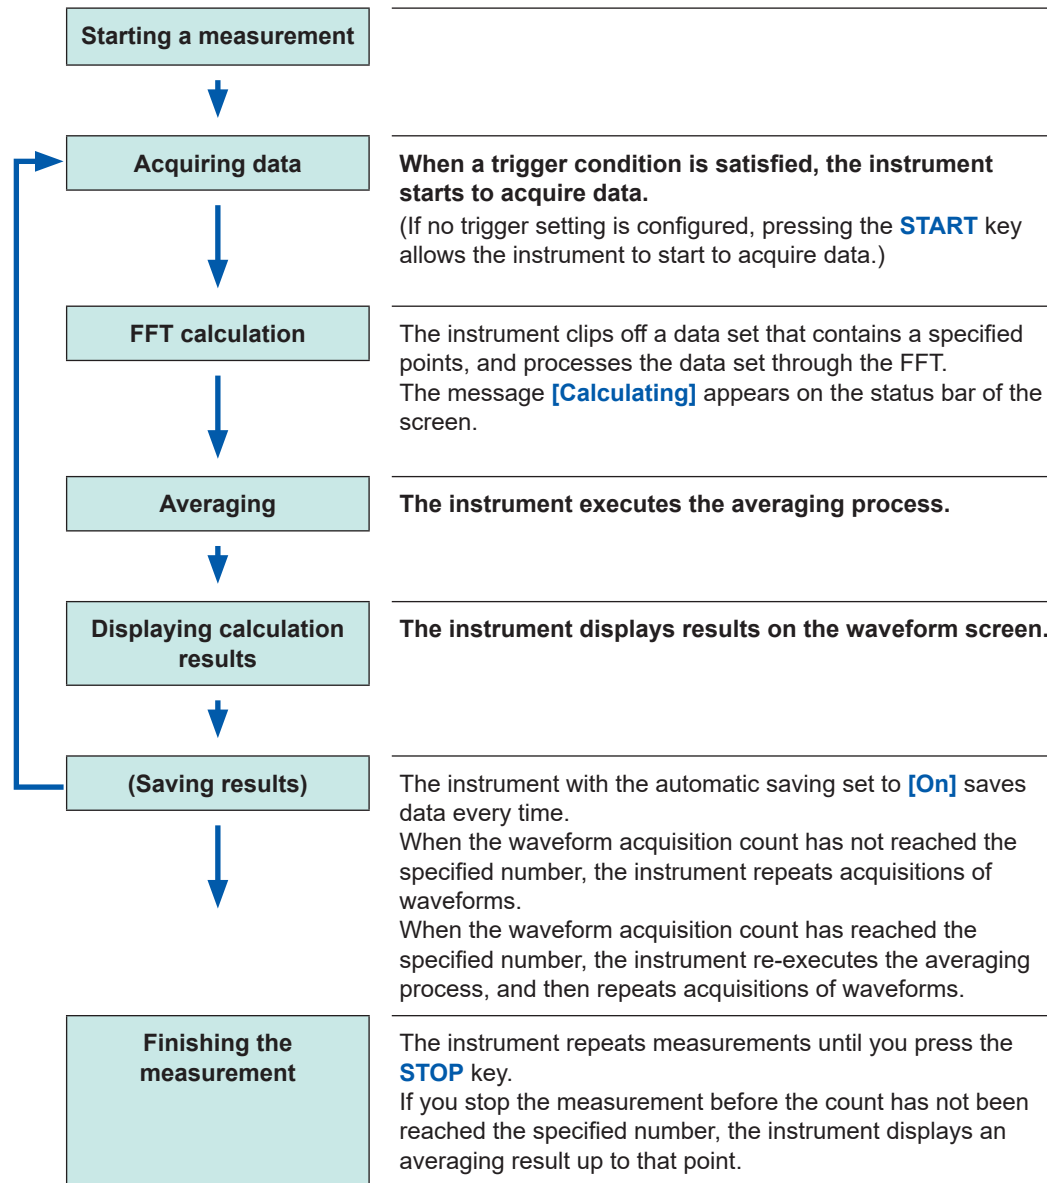 Starting a measurement
Acquiring data
When a trigger condition is satisfied, the instrument
starts to acquire data.
(If no trigger setting is configured, pressing the START key
allows the instrument to start to acquire data.)
FFT calculation
The instrument clips off a data set that contains a specified
points, and processes the data set through the FFT.
The message [Calculating] appears on the status bar of the
screen.
Averaging
The instrument executes the averaging process.
Displaying calculation
results
The instrument displays results on the waveform screen.
(Saving results)
The instrument with the automatic saving set to [On] saves
data every time.
When the waveform acquisition count has not reached the
specified number, the instrument repeats acquisitions of
waveforms.
When the waveform acquisition count has reached the
specified number, the instrument re-executes the averaging
process, and then repeats acquisitions of waveforms.
Finishing the
measurement
The instrument repeats measurements until you press the
STOP key.
If you stop the measurement before the count has not been
reached the specified number, the instrument displays an
averaging result up to that point.